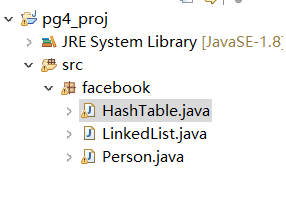 pg4_proj
JRE System Library [JavaSE-1.8]
src
facebook
HashTable.java
LinkedList.java
Person.java